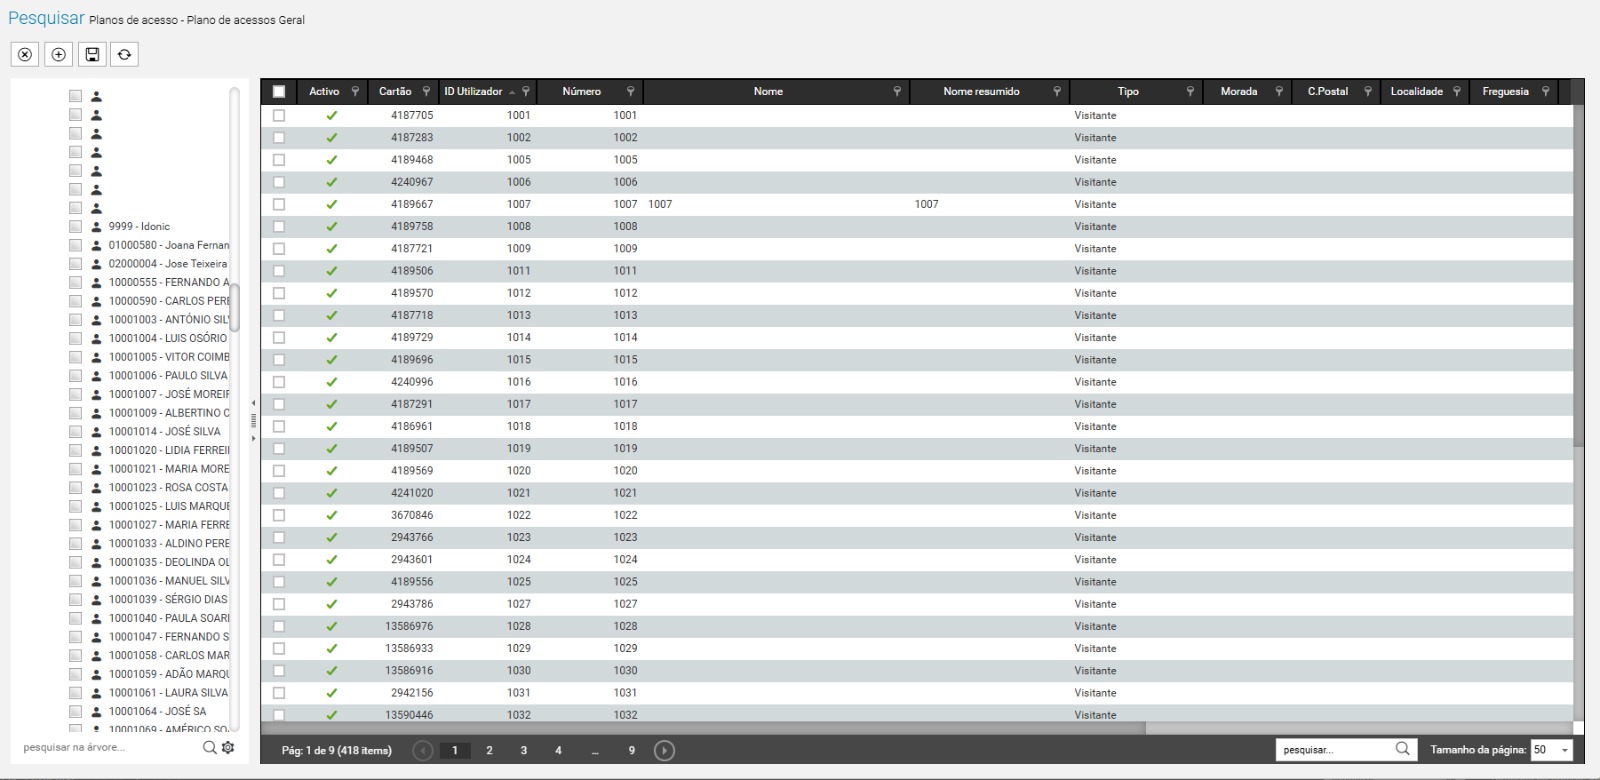 Pesquisar Planos de acesso - Plano de acessos Geral
9999 - Idonic
01000580 - Joana Fernan
02000004 - Jose Teixeira
10000555 - FERNANDO A
10000590 - CARLOS PERE
10001003 - ANTÓNIO SIL
10001004 - LUIS OSÓRIO
10001005 - VITOR COIMB
10001006 - PAULO SILVA
10001007 - JOSÉ MOREIF
10001009 - ALBERTINO C
10001014 - JOSÉ SILVA
10001020 - LIDIA FERREI
10001021 - MARIA MORE
10001023 - ROSA COSTA
10001025 - LUIS MARQUE
10001027 - MARIA FERRE
10001033 - ALDINO PERE
10001035 - DEOLINDA OL
10001036 - MANUEL SILV
10001039 - SÉRGIO DIAS
10001040 - PAULA SOARI
10001047 - FERNANDO S
10001058 - CARLOS MAR
10001059 - ADÃO MARQU
10001061 - LAURA SILVA
10001064 - JOSÉ SA
10001069 - AMÉRICO SO
pesquisar na árvore...
Activo Cartão ID Utilizador Número Nome Nome resumido Tipo Morada C.Postal Localidade Freguesia
4187705 1001 1001 Visitante
4187283 1002 1002 Visitante
4189468 1005 1005 Visitante
4240967 1006 1006 Visitante
4189667 1007 1007 1007 1007 Visitante
4189758 1008 1008 Visitante
4187721 1009 1009 Visitante
4189506 1011 1011 Visitante
4189570 1012 1012 Visitante
4187718 1013 1013 Visitante
4189729 1014 1014 Visitante
4189696 1015 1015 Visitante
4240996 1016 1016 Visitante
4187291 1017 1017 Visitante
4186961 1018 1018 Visitante
4189507 1019 1019 Visitante
4189569 1020 1020 Visitante
4241020 1021 1021 Visitante
3670846 1022 1022 Visitante
2943766 1023 1023 Visitante
2943601 1024 1024 Visitante
4189556 1025 1025 Visitante
2943786 1027 1027 Visitante
13586976 1028 1028 Visitante
13586933 1029 1029 Visitante
13586916 1030 1030 Visitante
2942156 1031 1031 Visitante
13590446 1032 1032 Visitante
Pág: 1 de 9 (418 itens) 1 2 3 4 ... 9 pesquisar... Tamanho da página: 50